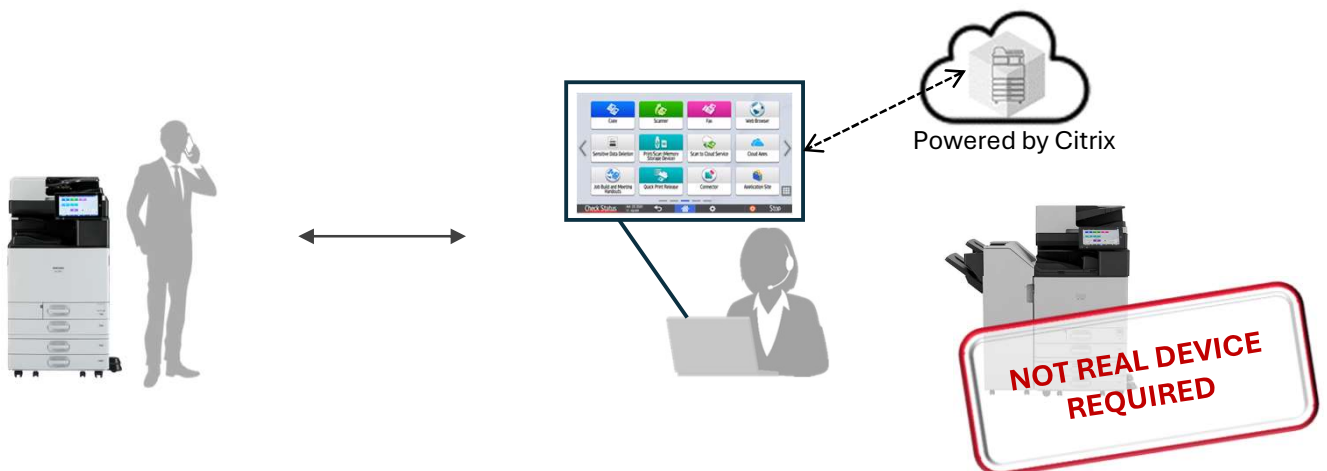 Copy
Scanner
Fax
Web Browser
Sensitive Data Deletion
Print/Scan (Memory
Storage Device)
Scan to Cloud Service
Cloud Apps
Job Build and Meeting
Handouts
Quick Print Release
Connector
Application Site
Check Status
Stop
Powered by Citrix
NOT REAL DEVICE
REQUIRED